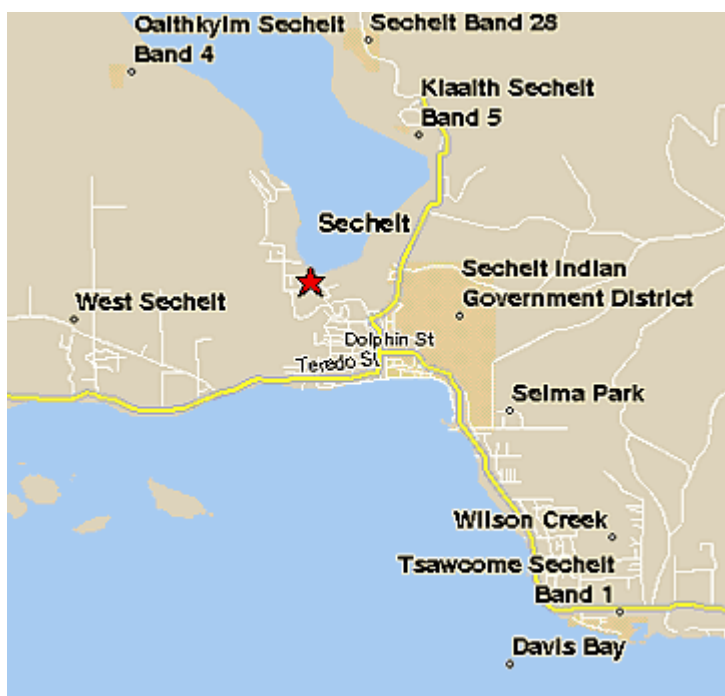 Oalthkyim Sechelt
Band 4
Sechelt Band 28
Klaalth Sechelt
Band 5
Sechelt
Sechelt Indian
Government District
West Sechelt
Dolphin St
Teredo St
Selma Park
Wilson Creek
Tsawcome Sechelt
Band 1
Davis Bay